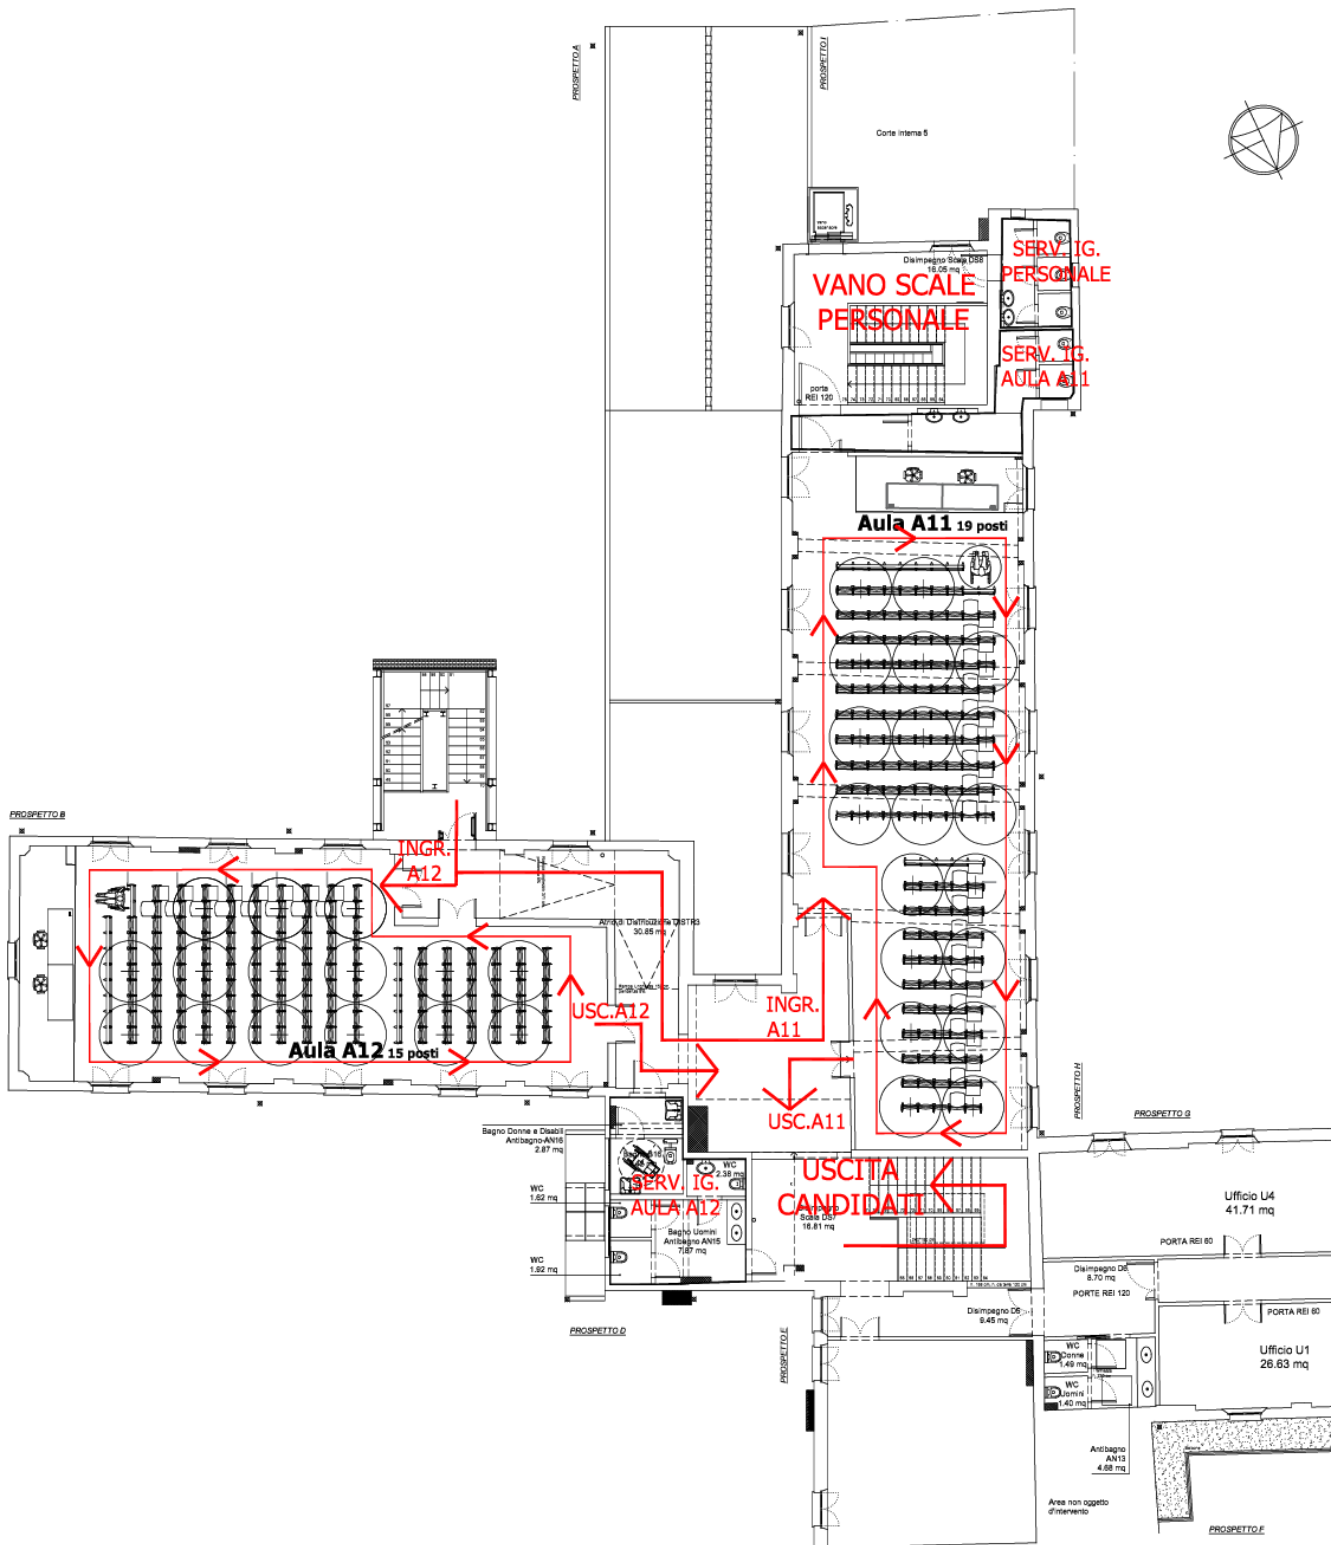 PROSPETTO A
PROSPETTO I
Corte interna 5
Disimpegno Scala DS8
16.05 mq
SERV. IG.
PERSONALE
VANO SCALE
PERSONALE
SERV. IG.
AULA A11
porta
REI 120
Aula A11 19 posti
PROSPETTO B
INGR.
A12
Atrio di Distribuzione DISTR3
30.85 mq
USC.A12
INGR.
A11
Aula A12 15 posti
USC.A11
PROSPETTO H
PROSPETTO G
Bagno Donne e Disabili
Antibagno AN16
2.87 mq
WC
2.38 mq
WC
1.62 mq
SERV. IG.
AULA A12
USCITA
CANDIDATI
Scala DS7
16.81 mq
Bagno Uomini
Antibagno AN15
7.87 mq
WC
1.92 mq
Ufficio U4
41.71 mq
PORTA REI 60
Disimpegno D6
8.70 mq
PORTE REI 120
PORTA REI 60
Disimpegno D5
9.45 mq
PROSPETTO D
PROSPETTO E
WC
Donne
1.49 mq
WC
Uomini
1.40 mq
Ufficio U1
26.63 mq
Antibagno
AN13
4.68 mq
Area non oggetto
d'intervento
PROSPETTO F